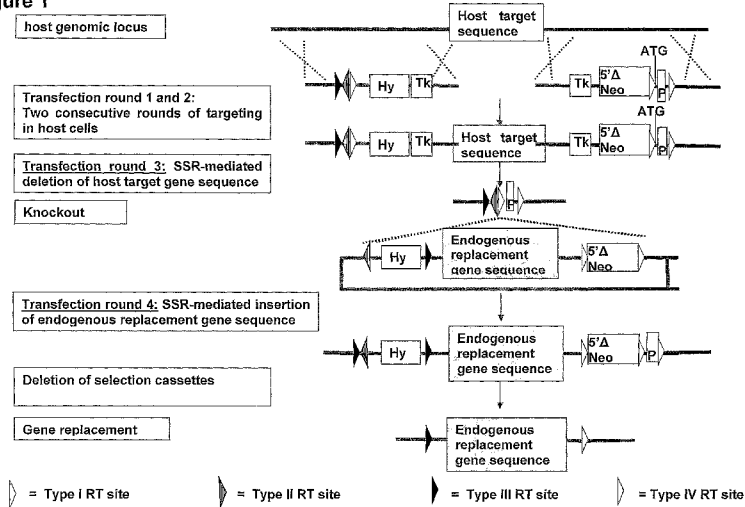 gure 1
host genomic locus
Host target
sequence
ATG
Hy
Tk
Tk
5'Δ
Neo
P
Transfection round 1 and 2:
Two consecutive rounds of targeting
in host cells
ATG
Hy
Tk
Host target
sequence
Tk
5'Δ
Neo
P
Transfection round 3: SSR-mediated
deletion of host target gene sequence
Knockout
P
Hy
Endogenous
replacement
gene sequence
5'Δ
Neo
Transfection round 4: SSR-mediated insertion
of endogenous replacement gene sequence
Hy
Endogenous
replacement
gene sequence
5'Δ
Neo
P
Deletion of selection cassettes
Gene replacement
Endogenous
replacement
gene sequence
= Type I RT site
= Type II RT site
= Type III RT site
= Type IV RT site